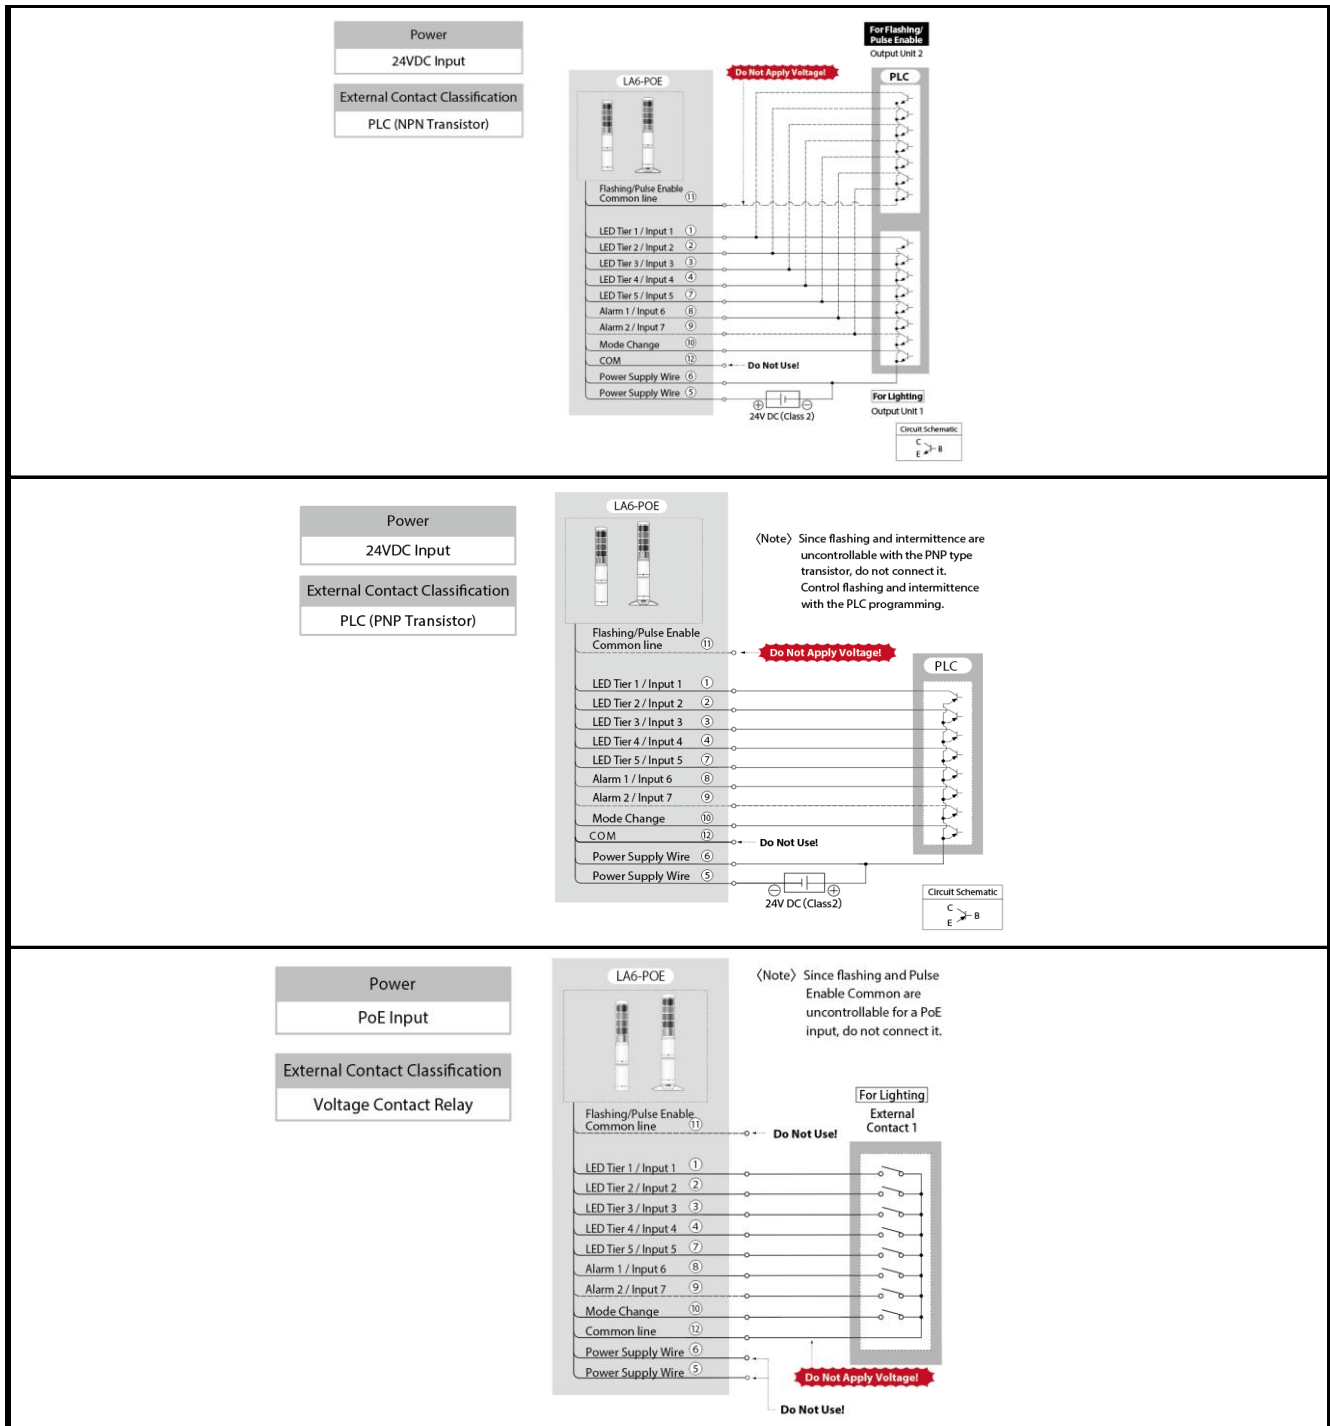 Power
24VDC Input
External Contact Classification
PLC (NPN Transistor)
For Flashing/
Pulse Enable
Output Unit 2
Do Not Apply Voltage!
LA6-POE
PLC
Flashing/Pulse Enable
Common line ⑪
LED Tier 1 / Input 1 ①
LED Tier 2 / Input 2 ②
LED Tier 3 / Input 3 ③
LED Tier 4 / Input 4 ④
LED Tier 5 / Input 5 ⑦
Alarm 1 / Input 6 ⑧
Alarm 2 / Input 7 ⑨
Mode Change ⑩
COM ⑫
Do Not Use!
Power Supply Wire ⑥
Power Supply Wire ⑤
⊕ ⊖
24V DC (Class 2)
For Lighting
Output Unit 1
Circuit Schematic
C
B
E
Power
24VDC Input
External Contact Classification
PLC (PNP Transistor)
LA6-POE
〈Note〉 Since flashing and intermittence are
uncontrollable with the PNP type
transistor, do not connect it.
Control flashing and intermittence
with the PLC programming.
Flashing/Pulse Enable
Common line ⑪
Do Not Apply Voltage!
PLC
LED Tier 1 / Input 1 ①
LED Tier 2 / Input 2 ②
LED Tier 3 / Input 3 ③
LED Tier 4 / Input 4 ④
LED Tier 5 / Input 5 ⑦
Alarm 1 / Input 6 ⑧
Alarm 2 / Input 7 ⑨
Mode Change ⑩
COM ⑫
Do Not Use!
Power Supply Wire ⑥
Power Supply Wire ⑤
⊖ ⊕
24V DC (Class2)
Circuit Schematic
C
B
E
Power
PoE Input
External Contact Classification
Voltage Contact Relay
LA6-POE
〈Note〉 Since flashing and Pulse
Enable Common are
uncontrollable for a PoE
input, do not connect it.
For Lighting
External
Contact 1
Flashing/Pulse Enable
Common line ⑪
Do Not Use!
LED Tier 1 / Input 1 ①
LED Tier 2 / Input 2 ②
LED Tier 3 / Input 3 ③
LED Tier 4 / Input 4 ④
LED Tier 5 / Input 5 ⑦
Alarm 1 / Input 6 ⑧
Alarm 2 / Input 7 ⑨
Mode Change ⑩
Common line ⑫
Power Supply Wire ⑥
Power Supply Wire ⑤
Do Not Apply Voltage!
Do Not Use!